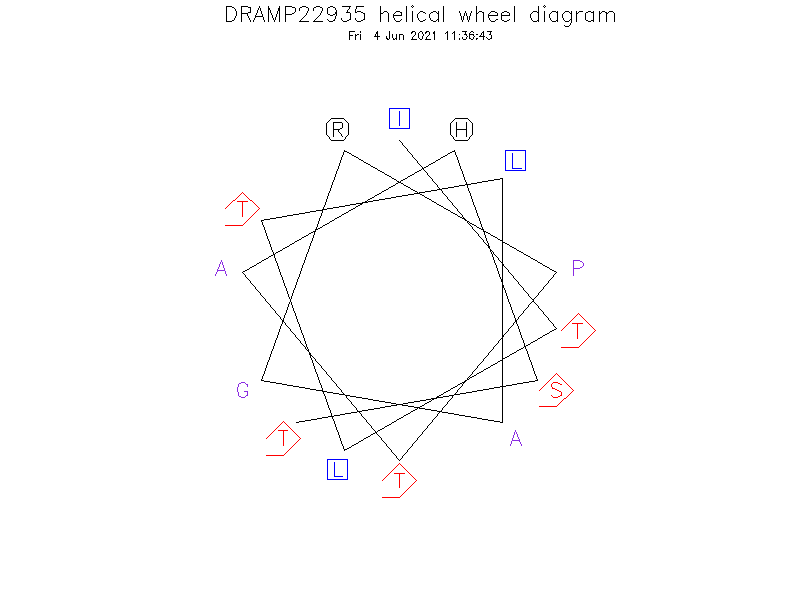 DRAMP22935 helical wheel diagram
Fri 4 Jun 2021 11:36:43
R I H
L
T
A P
T
G S
T A
L T